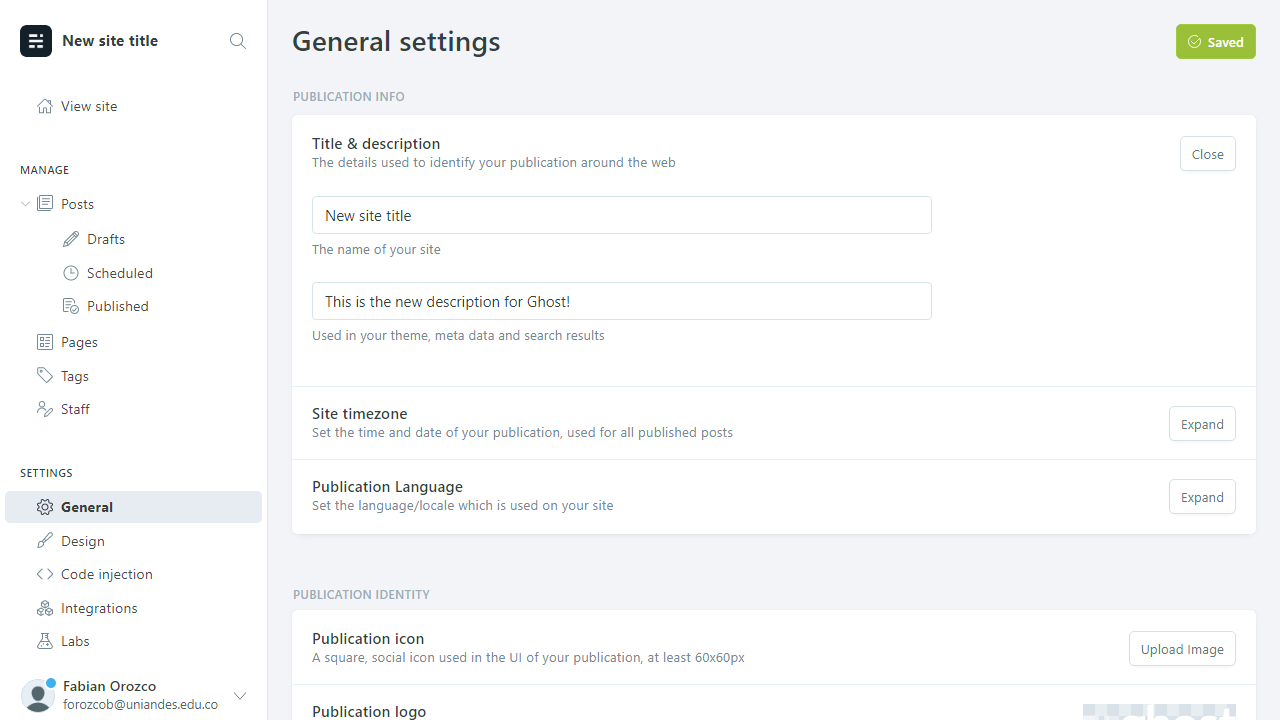 New site title
View site
MANAGE
Posts
Drafts
Scheduled
Published
Pages
Tags
Staff
SETTINGS
General
Design
Code injection
Integrations
Labs
Fabian Orozco
forozcob@uniandes.edu.co
General settings
Saved
PUBLICATION INFO
Title & description
The details used to identify your publication around the web
Close
New site title
The name of your site
This is the new description for Ghost!
Used in your theme, meta data and search results
Site timezone
Set the time and date of your publication, used for all published posts
Expand
Publication Language
Set the language/locale which is used on your site
Expand
PUBLICATION IDENTITY
Publication icon
A square, social icon used in the UI of your publication, at least 60x60px
Upload Image
Publication logo